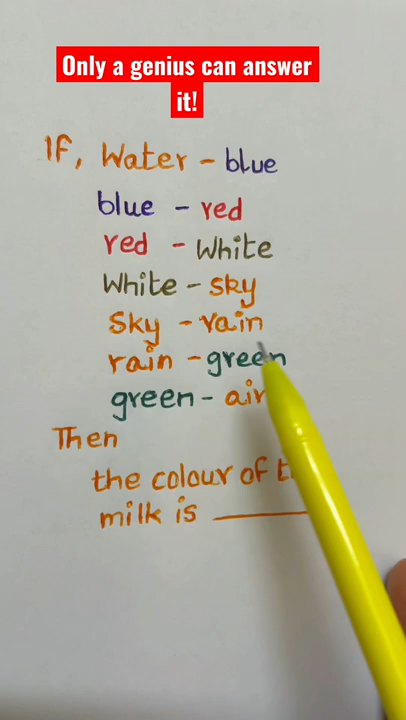 Only a genius can answer
it!
If, Water - blue
blue - red
red - White
White - sky
Sky - rain
rain - green
green - air
Then
the colour of
milk is